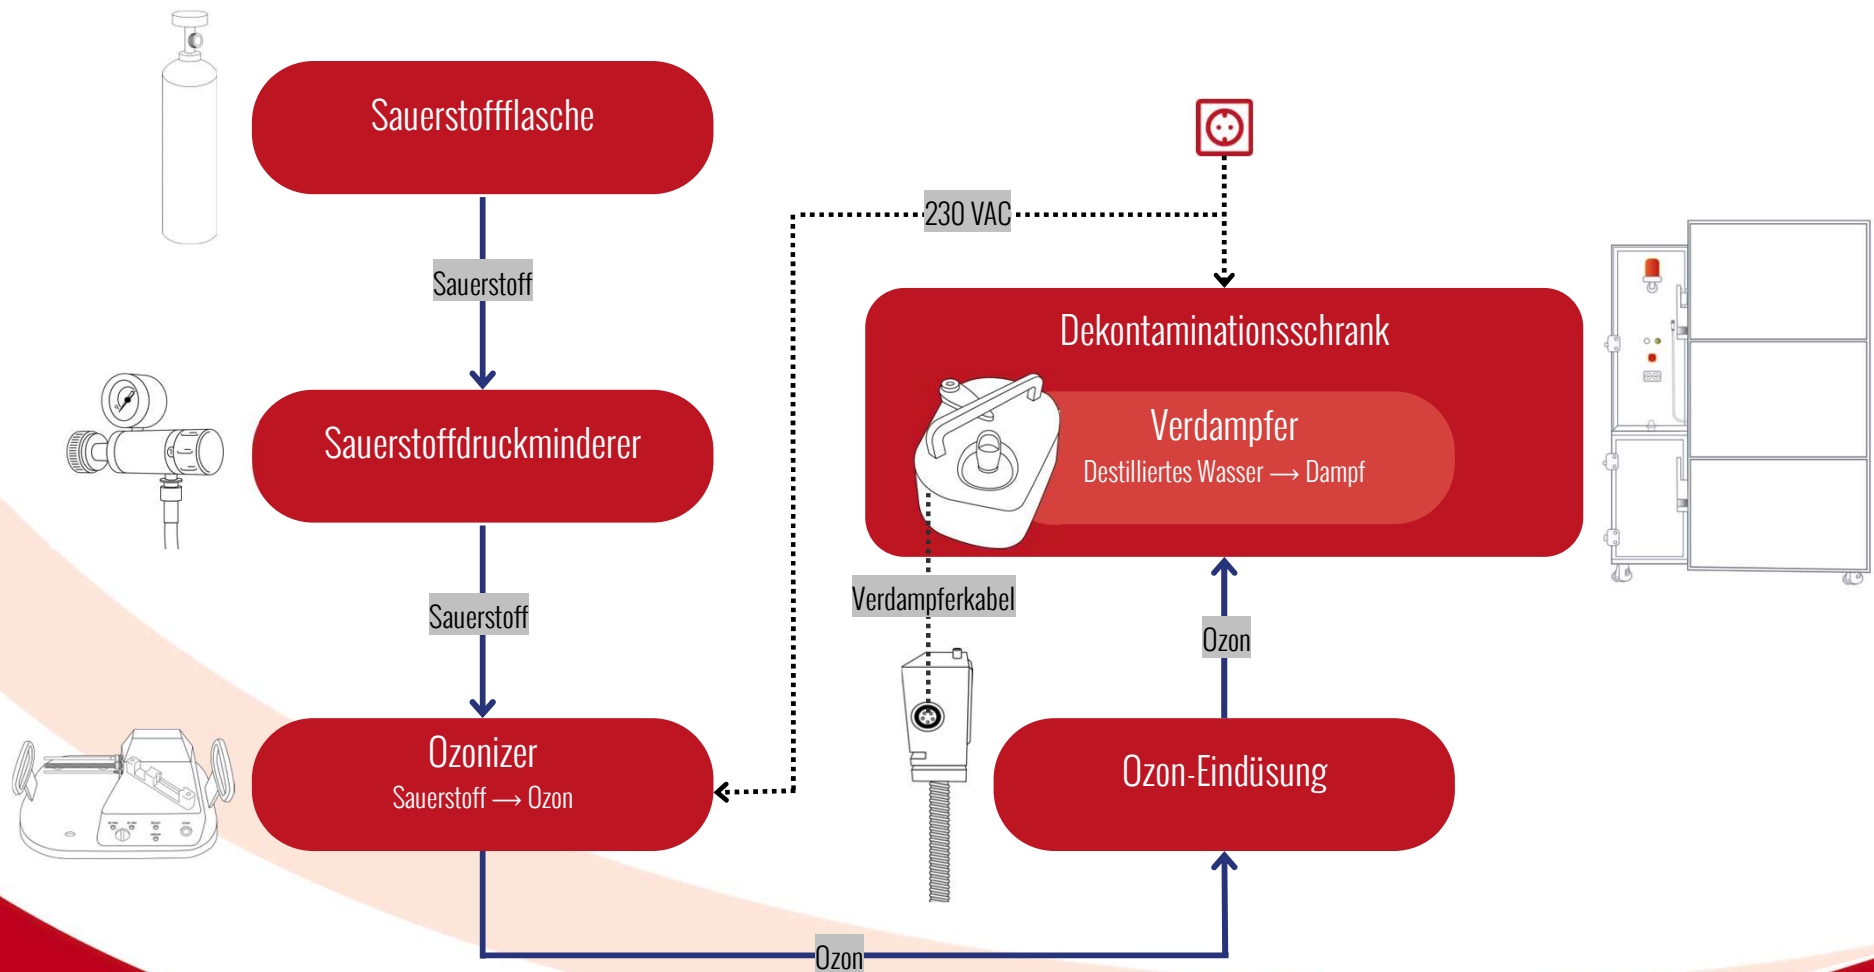 Sauerstoffflasche
230 VAC
Sauerstoff
Dekontaminationsschrank
Sauerstoffdruckminderer
Verdampfer
Destilliertes Wasser → Dampf
Verdampferkabel
Sauerstoff
Ozon
Ozonizer
Sauerstoff → Ozon
Ozon-Eindüsung
Ozon